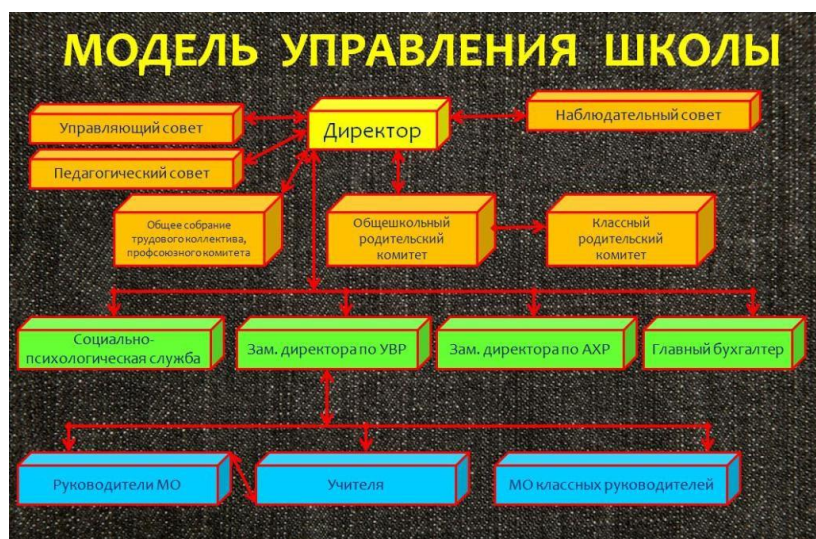 МОДЕЛЬ УПРАВЛЕНИЯ ШКОЛЫ
Управляющий совет
Директор
Наблюдательный совет
Педагогический совет
Общее собрание
трудового коллектива,
профсоюзного комитета
Общешкольный
родительский
комитет
Классный
родительский
комитет
Социально-
психологическая служба
Зам. директора по УВР
Зам. директора по АХР
Главный бухгалтер
Руководители МО
Учителя
МО классных руководителей